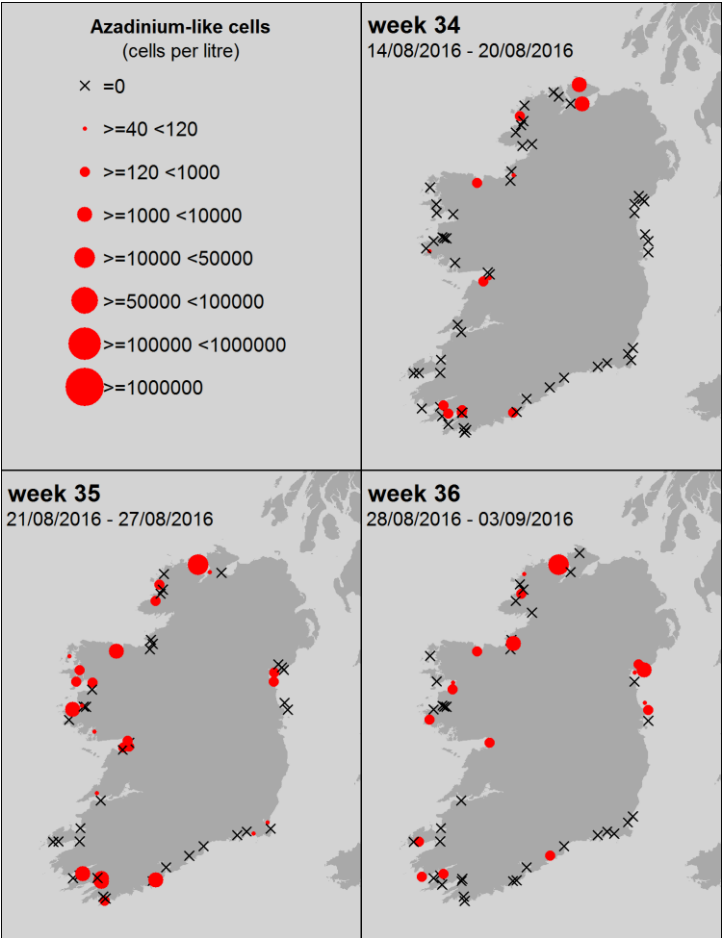 Azadinium-like cells
(cells per litre)
=0
>=40 <120
>=120 <1000
>=1000 <10000
>=10000 <50000
>=50000 <100000
>=100000 <1000000
>=1000000
week 34
14/08/2016 - 20/08/2016
week 35
21/08/2016 - 27/08/2016
week 36
28/08/2016 - 03/09/2016